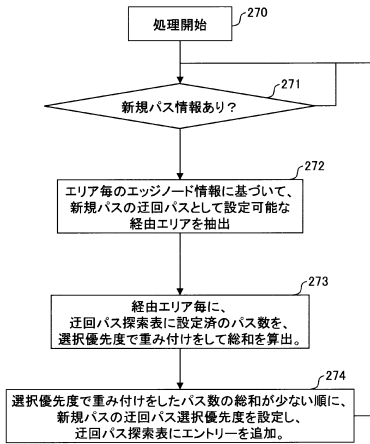 処理開始
270
新規パス情報あり？
271
272
エリア毎のエッジノード情報に基づいて、
新規パスの迂回パスとして設定可能な
経由エリアを抽出
273
経由エリア毎に、
迂回パス探索表に設定済のパス数を、
選択優先度で重み付けをして総和を算出。
274
選択優先度で重み付けをしたパス数の総和が少ない順に、
新規パスの迂回パス選択優先度を設定し、
迂回パス探索表にエントリーを追加。